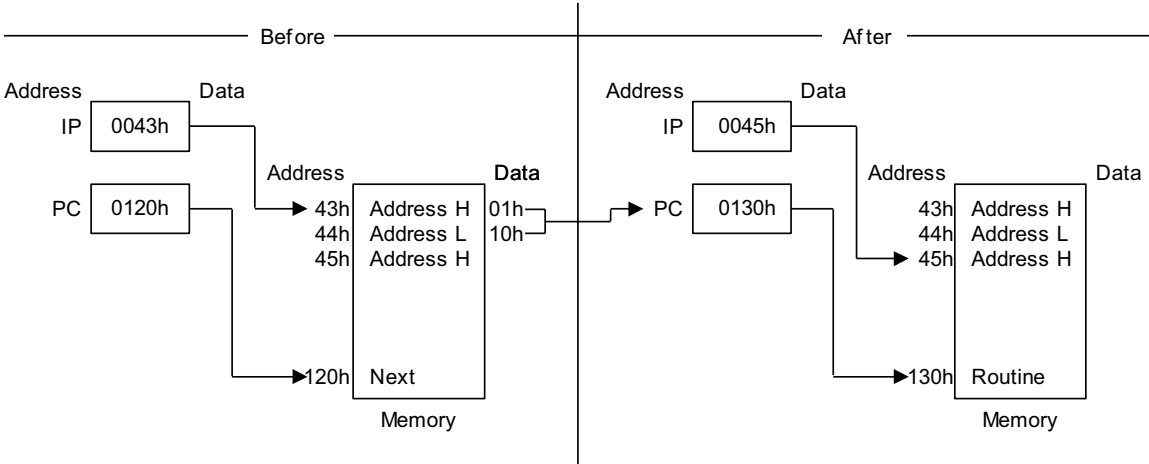 Before
Address Data
IP 0043h
PC 0120h
Address Data
43h Address H 01h
44h Address L 10h
45h Address H
120h Next
Memory
After
Address Data
IP 0045h
PC 0130h
Address Data
43h Address H
44h Address L
45h Address H
130h Routine
Memory